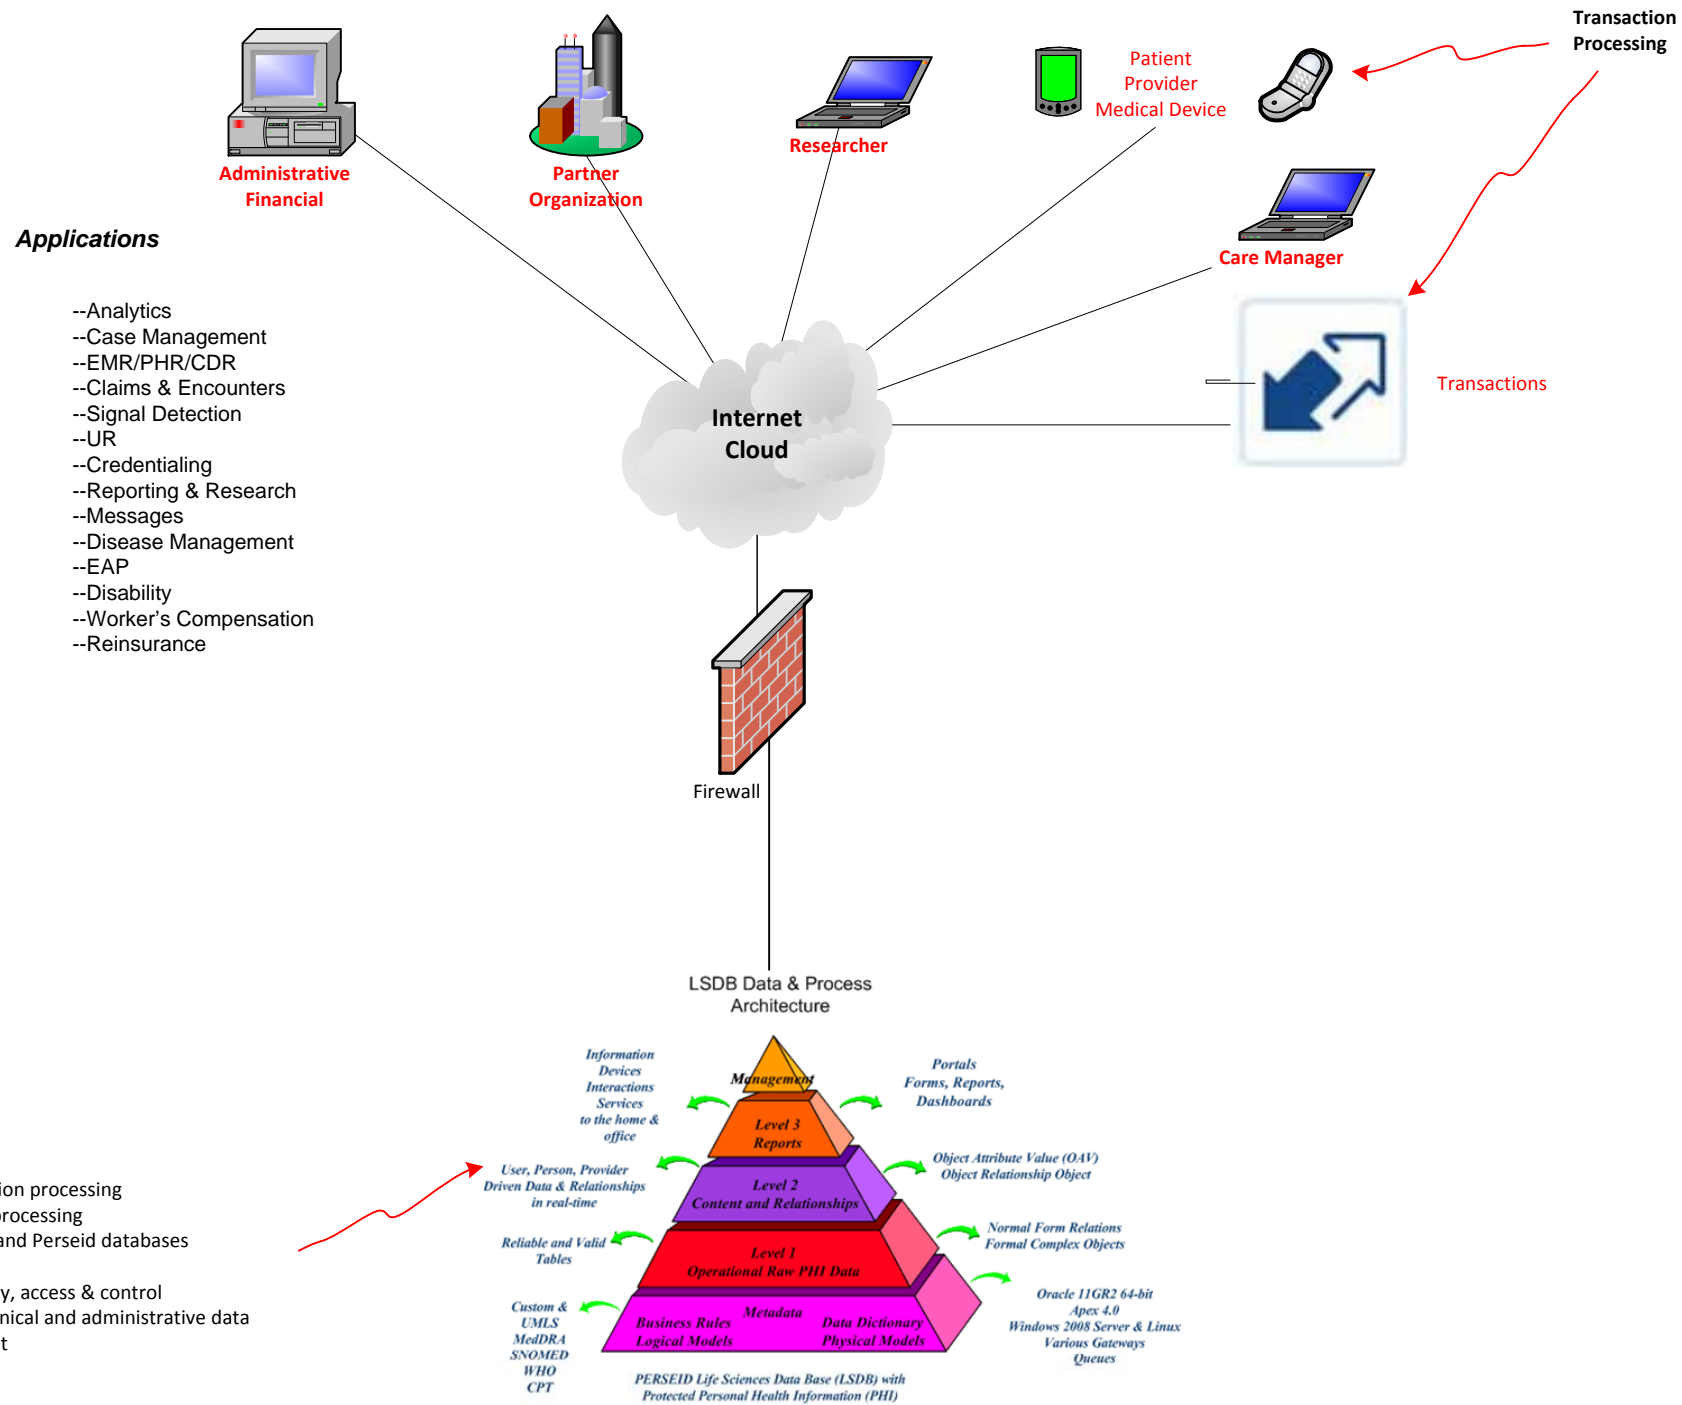 Transaction
Processing
Patient
Provider
Medical Device
Researcher
Administrative
Financial
Partner
Organization
Care Manager
Applications
--Analytics
--Case Management
--EMR/PHR/CDR
--Claims & Encounters
--Signal Detection
--UR
--Credentialing
--Reporting & Research
--Messages
--Disease Management
--EAP
--Disability
--Worker's Compensation
--Reinsurance
Internet
Cloud
Transactions
Firewall
LSDB Data & Process
Architecture
Information
Devices
Interactions
Services
to the home &
office
Management
Portals
Forms, Reports,
Dashboards
Level 3
Reports
User, Person, Provider
Driven Data & Relationships
in real-time
Level 2
Content and Relationships
Object Attribute Value (OAV)
Object Relationship Object
Reliable and Valid
Tables
Level 1
Operational Raw PHI Data
Normal Form Relations
Formal Complex Objects
Custom &
UMLS
MedDRA
SNOMED
WHO
CPT
Metadata
Business Rules
Logical Models
Data Dictionary
Physical Models
Oracle 11GR2 64-bit
Apex 4.0
Windows 2008 Server & Linux
Various Gateways
Queues
PERSEID Life Sciences Data Base (LSDB) with
Protected Personal Health Information (PHI)
ion processing
processing
and Perseid databases
y, access & control
nical and administrative data
t